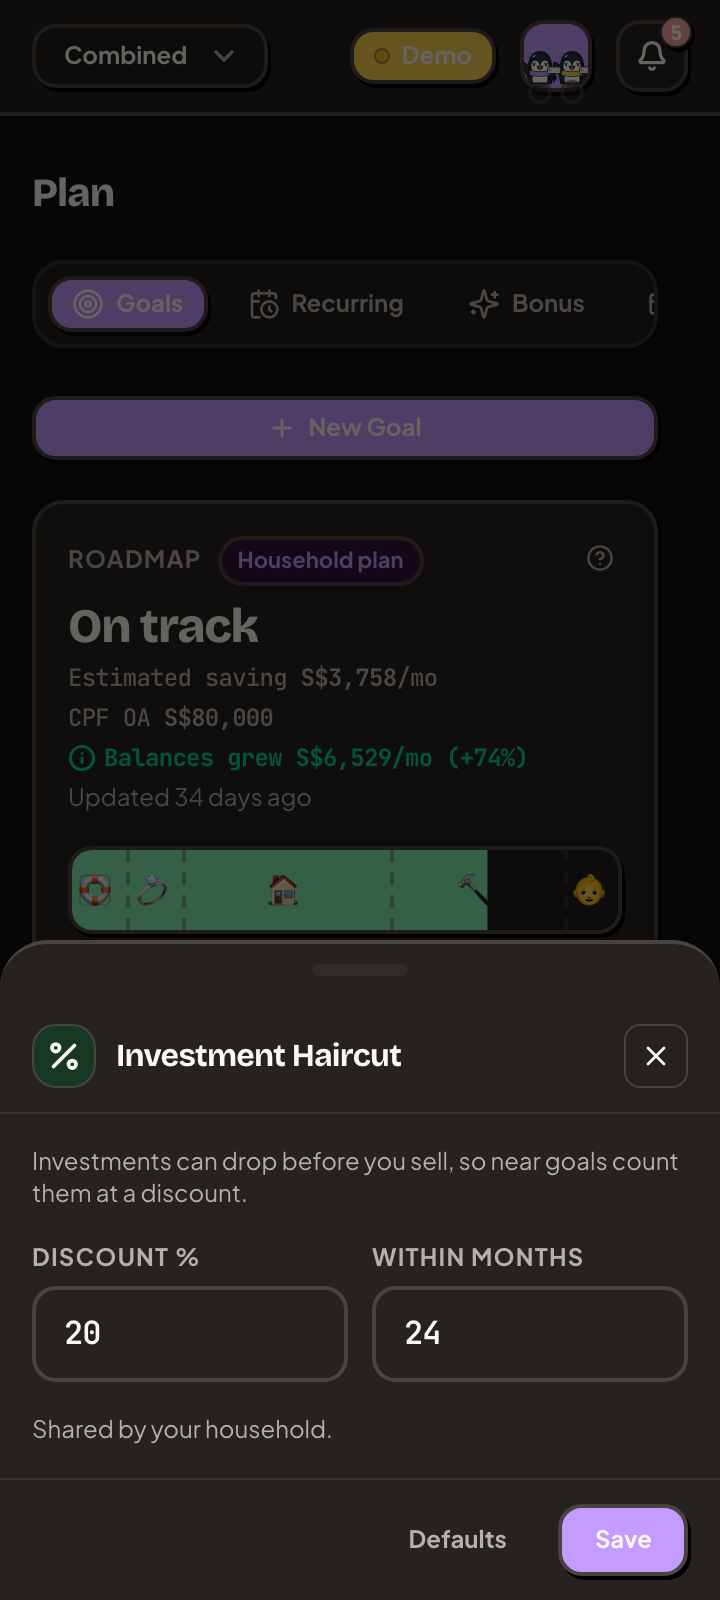 Combined
Demo
5
Plan
Goals
Recurring
Bonus
New Goal
ROADMAP
Household plan
On track
Estimated saving S$3,758/mo
CPF OA S$80,000
Balances grew S$6,529/mo (+74%)
Updated 34 days ago
Investment Haircut
Investments can drop before you sell, so near goals count
them at a discount.
DISCOUNT %
WITHIN MONTHS
20
24
Shared by your household.
Defaults
Save